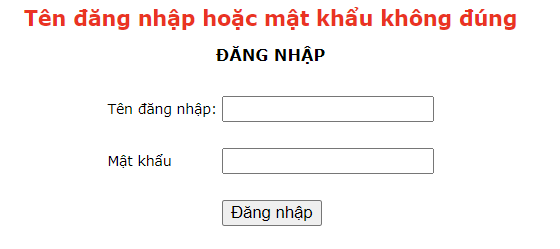 Tên đăng nhập hoặc mật khẩu không đúng
ĐĂNG NHẬP
Tên đăng nhập:
Mật khẩu
Đăng nhập